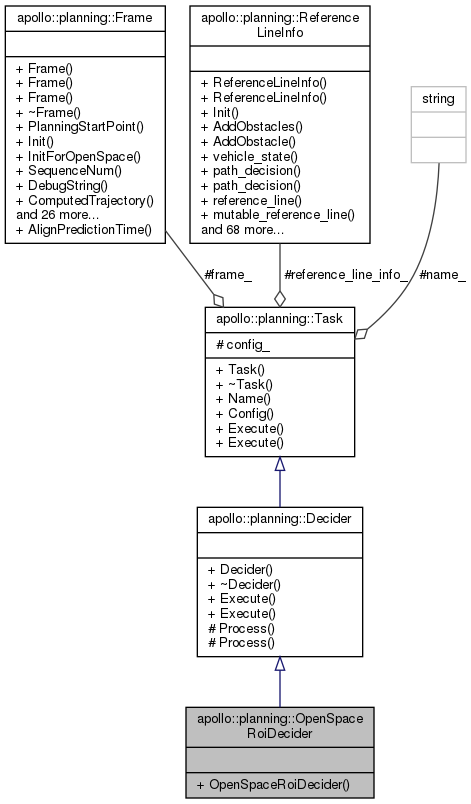 apollo::planning::Frame
+ Frame()
+ Frame()
+ Frame()
+ ~Frame()
+ PlanningStartPoint()
+ Init()
+ InitForOpenSpace()
+ SequenceNum()
+ DebugString()
+ ComputedTrajectory()
and 26 more...
+ AlignPredictionTime()
apollo::planning::Reference
LineInfo
+ ReferenceLineInfo()
+ ReferenceLineInfo()
+ Init()
+ AddObstacles()
+ AddObstacle()
+ vehicle_state()
+ path_decision()
+ path_decision()
+ reference_line()
+ mutable_reference_line()
and 68 more...
string
#frame_
#reference_line_info_
#name_
apollo::planning::Task
# config_
+ Task()
+ ~Task()
+ Name()
+ Config()
+ Execute()
+ Execute()
apollo::planning::Decider
+ Decider()
+ ~Decider()
+ Execute()
+ Execute()
# Process()
# Process()
apollo::planning::OpenSpace
RoiDecider
+ OpenSpaceRoiDecider()